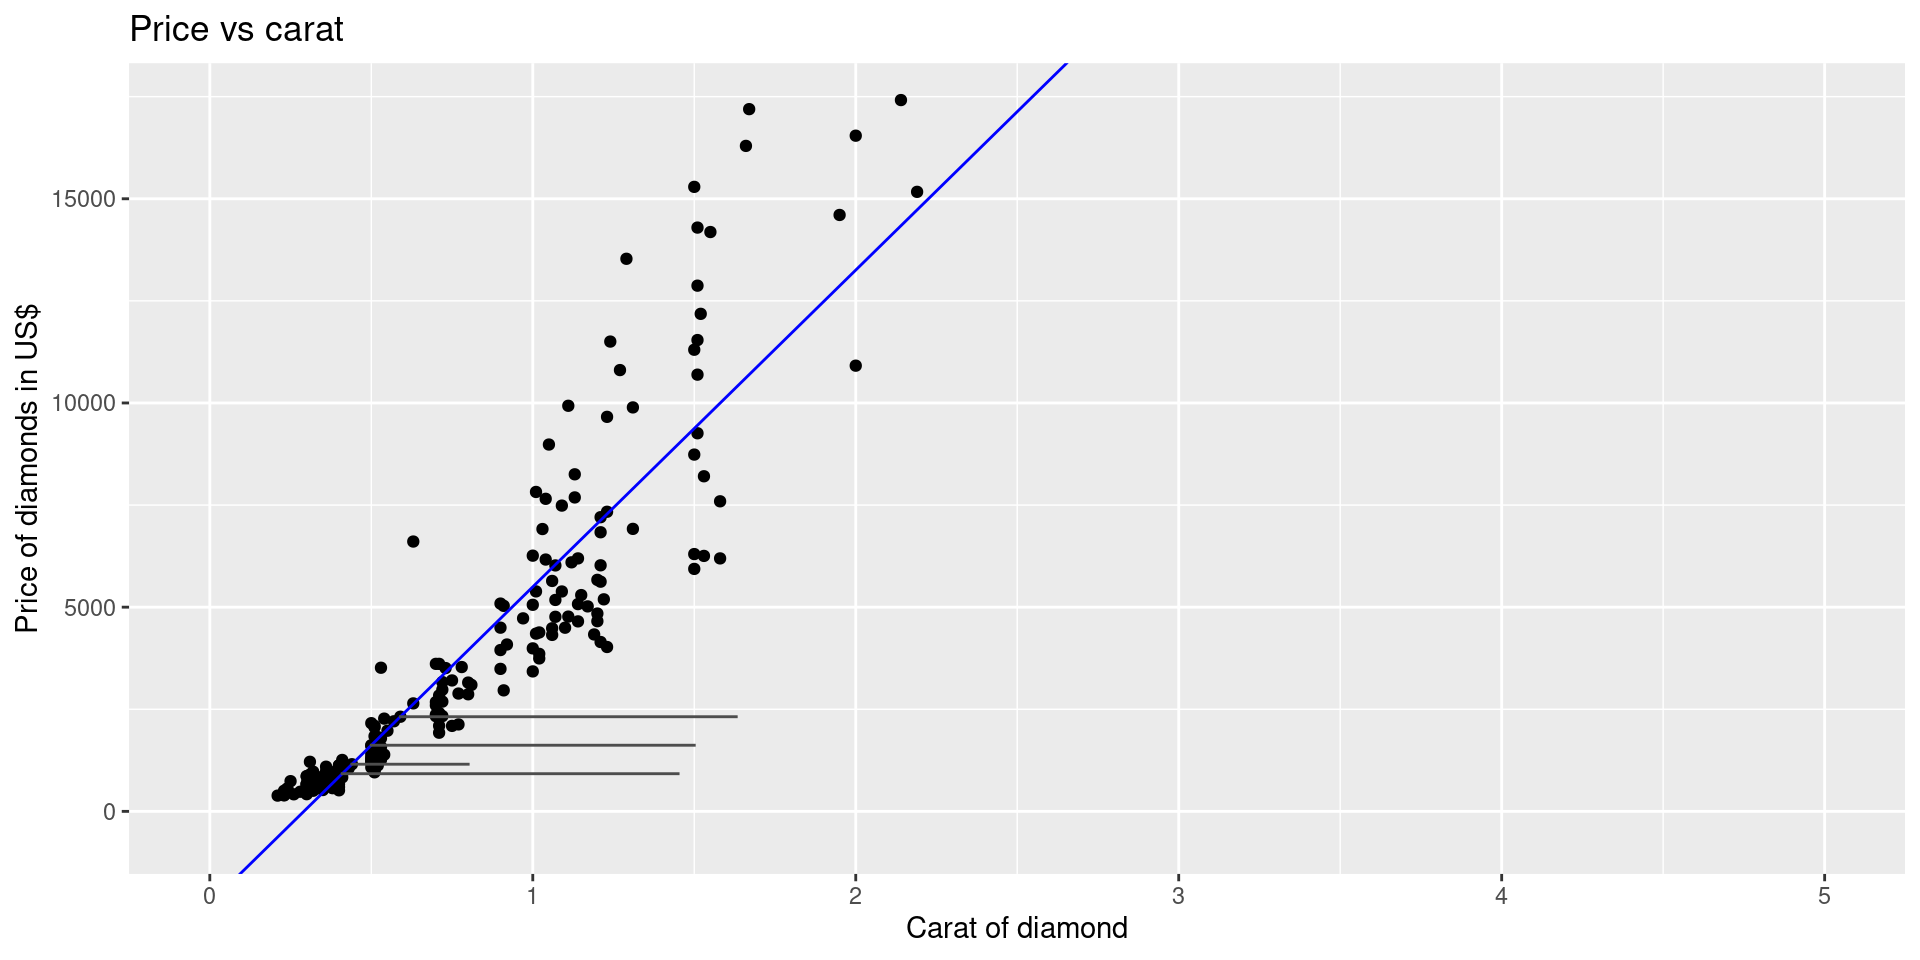 Price vs carat
Price of diamonds in US$
15000
10000
5000
0
0 1 2 3 4 5
Carat of diamond